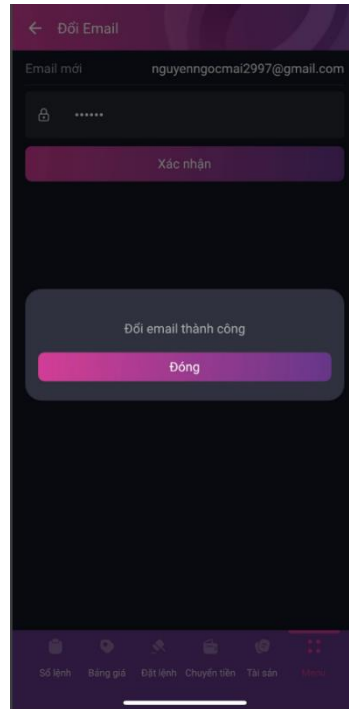 Đổi Email
Email mới nguyenngocmai2997@gmail.com
••••••
Xác nhận
Đổi email thành công
Đóng
Sổ lệnh Bảng giá Đặt lệnh Chuyển tiền Tài sản Menu